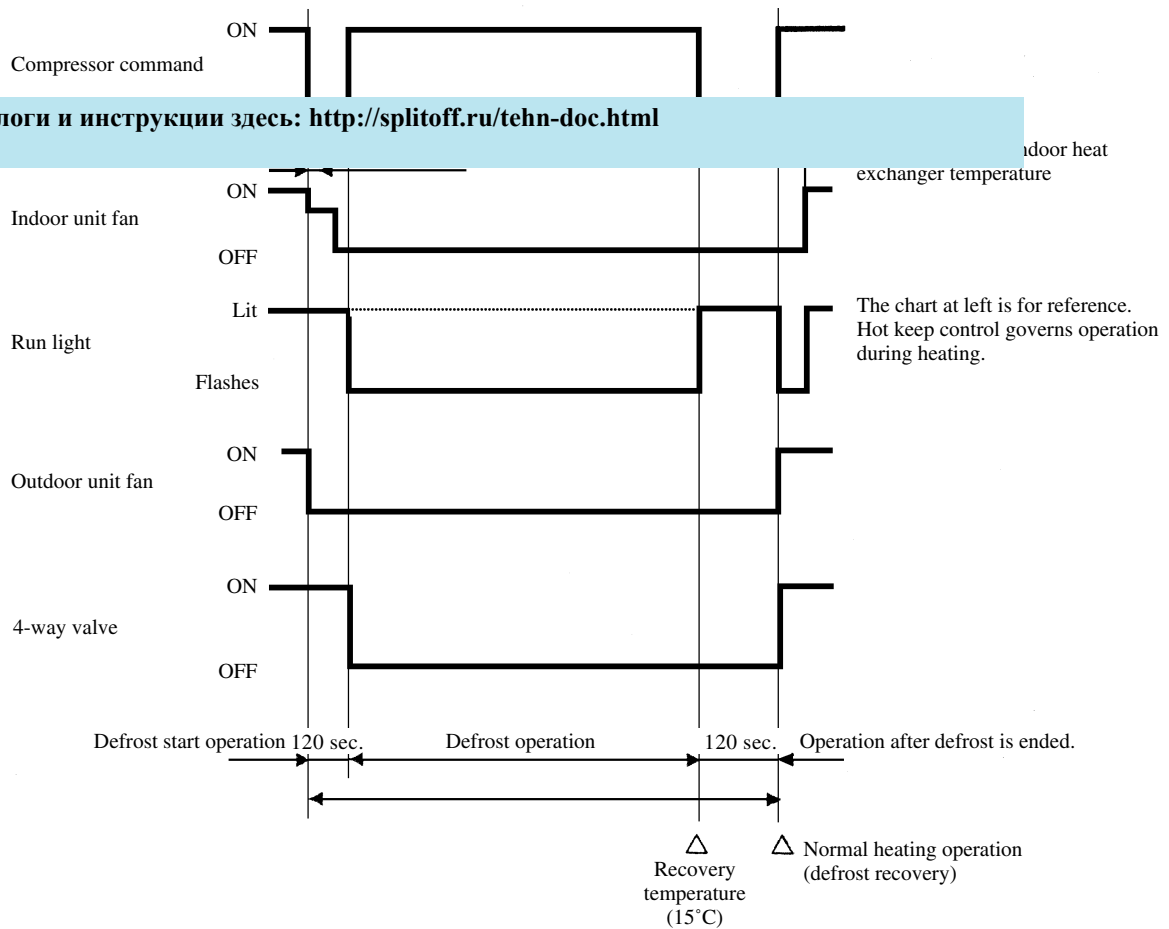 ON
Compressor command
логи и инструкции здесь: http://splitoff.ru/tehn-doc.html
heat
exchanger temperature
ON
Indoor unit fan
OFF
Lit
The chart at left is for reference.
Hot keep control governs operation
during heating.
Run light
Flashes
ON
Outdoor unit fan
OFF
ON
4-way valve
OFF
Defrost start operation 120 sec. Defrost operation 120 sec. Operation after defrost is ended.
Normal heating operation
(defrost recovery)
Recovery
temperature
(15˚C)